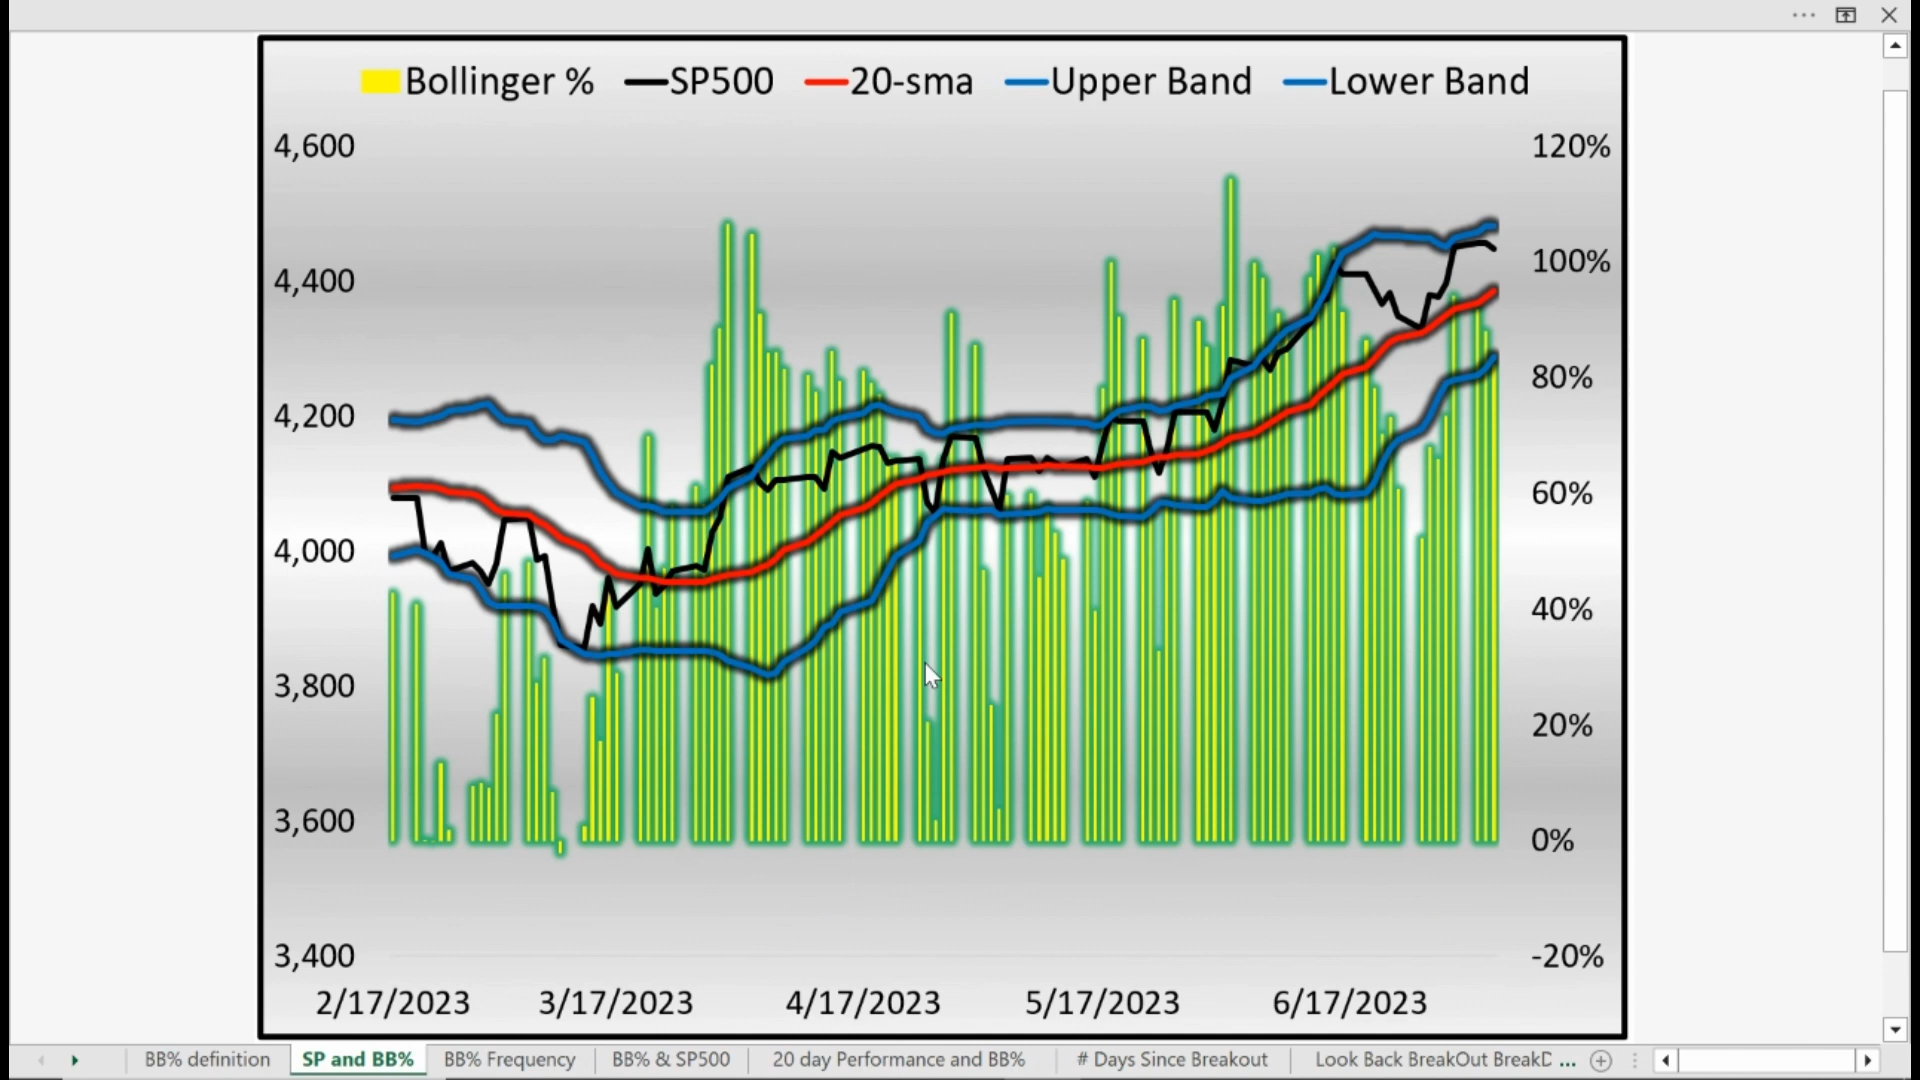 Bollinger % SP500 20-sma Upper Band Lower Band
4,600 120%
4,400 100%
4,200 80%
4,000 60%
3,800 40%
3,600 20%
3,400 0%
-20%
2/17/2023 3/17/2023 4/17/2023 5/17/2023 6/17/2023
BB% definition SP and BB% BB% Frequency BB% & SP500 20 day Performance and BB% # Days Since Breakout Look Back BreakOut BreakD ...